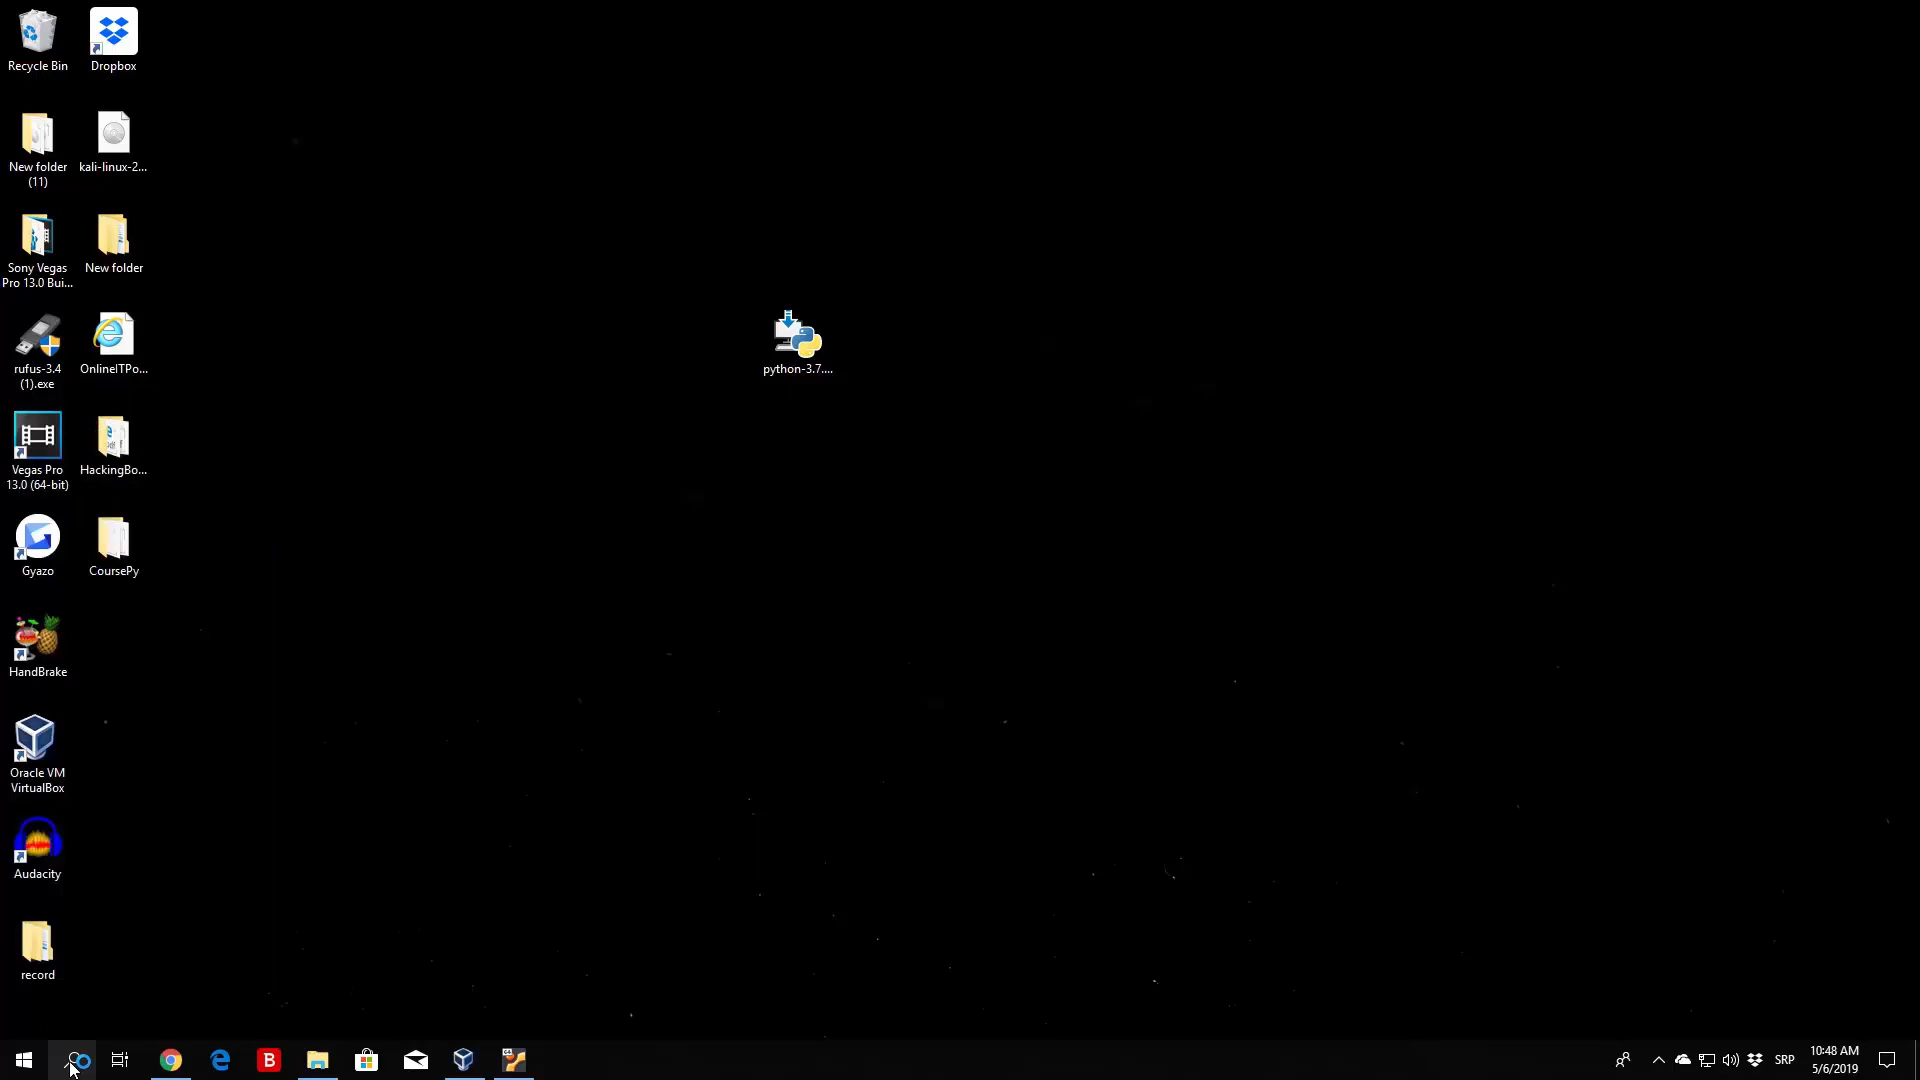 Recycle Bin
Dropbox
New folder
(11)
kali-linux-2...
Sony Vegas
Pro 13.0 Bui...
New folder
rufus-3.4
(1).exe
OnlineITPo...
python-3.7....
Vegas Pro
13.0 (64-bit)
HackingBo...
Gyazo
CoursePy
HandBrake
Oracle VM
VirtualBox
Audacity
record
B
64
SRP
10:48 AM
5/6/2019